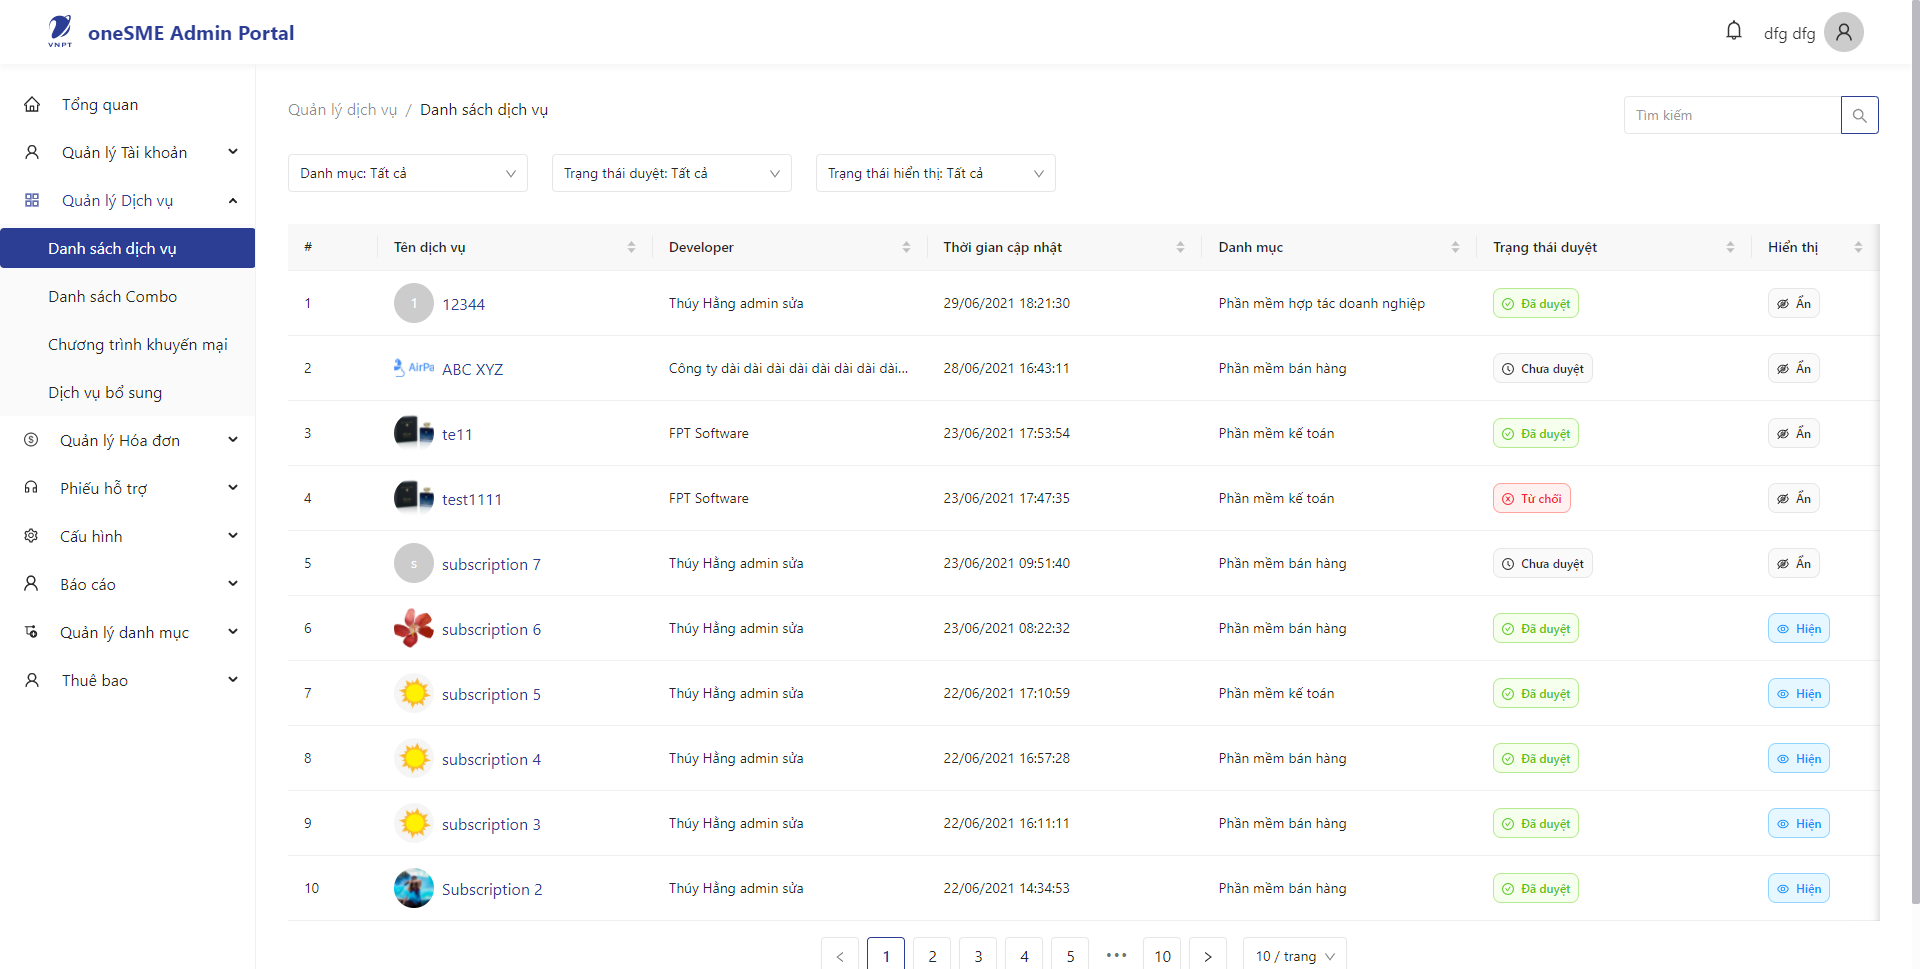 VNPT
oneSME Admin Portal
dfg dfg
Tổng quan
Quản lý Tài khoản
Quản lý Dịch vụ
Danh sách dịch vụ
Danh sách Combo
Chương trình khuyến mại
Dịch vụ bổ sung
Quản lý Hóa đơn
Phiếu hỗ trợ
Cấu hình
Báo cáo
Quản lý danh mục
Thuê bao
Quản lý dịch vụ / Danh sách dịch vụ
Tìm kiếm
Danh mục: Tất cả
Trạng thái duyệt: Tất cả
Trạng thái hiển thị: Tất cả
# Tên dịch vụ Developer Thời gian cập nhật Danh mục Trạng thái duyệt Hiển thị
1 1 12344 Thúy Hằng admin sửa 29/06/2021 18:21:30 Phần mềm hợp tác doanh nghiệp Đã duyệt Ẩn
2 AirPa ABC XYZ Công ty dài dài dài dài dài dài dài dài... 28/06/2021 16:43:11 Phần mềm bán hàng Chưa duyệt Ẩn
3 te11 FPT Software 23/06/2021 17:53:54 Phần mềm kế toán Đã duyệt Ẩn
4 test1111 FPT Software 23/06/2021 17:47:35 Phần mềm kế toán Từ chối Ẩn
5 s subscription 7 Thúy Hằng admin sửa 23/06/2021 09:51:40 Phần mềm bán hàng Chưa duyệt Ẩn
6 subscription 6 Thúy Hằng admin sửa 23/06/2021 08:22:32 Phần mềm bán hàng Đã duyệt Hiện
7 subscription 5 Thúy Hằng admin sửa 22/06/2021 17:10:59 Phần mềm kế toán Đã duyệt Hiện
8 subscription 4 Thúy Hằng admin sửa 22/06/2021 16:57:28 Phần mềm bán hàng Đã duyệt Hiện
9 subscription 3 Thúy Hằng admin sửa 22/06/2021 16:11:11 Phần mềm bán hàng Đã duyệt Hiện
10 Subscription 2 Thúy Hằng admin sửa 22/06/2021 14:34:53 Phần mềm bán hàng Đã duyệt Hiện
< 1 2 3 4 5 ••• 10 > 10 / trang